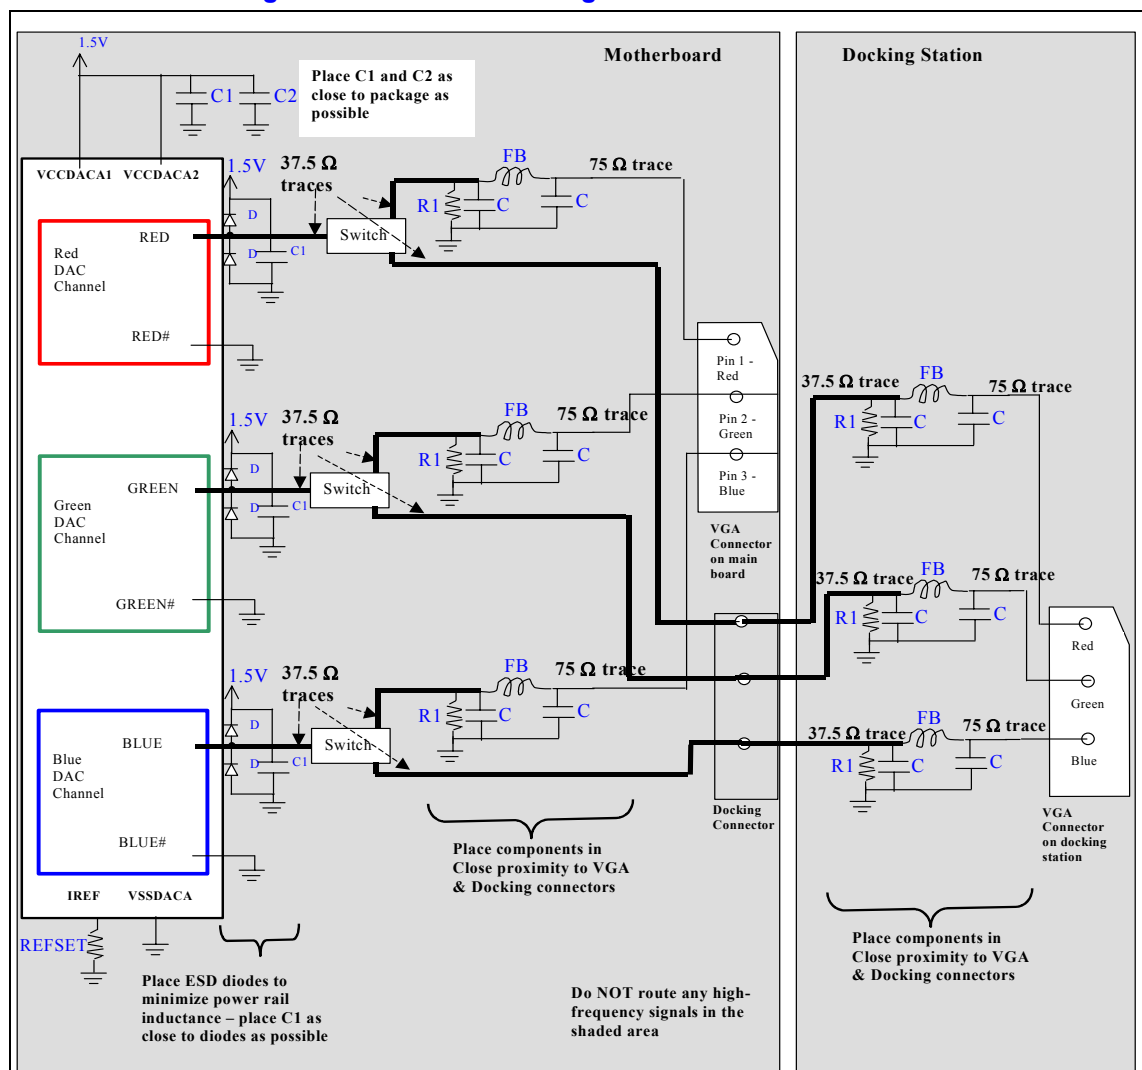 Motherboard
Docking Station
1.5V
C1
C2
Place C1 and C2 as
close to package as
possible
VCCDACA1 VCCDACA2
1.5V
37.5 Ω
traces
FB
75 Ω trace
R1
C
C
D
D
C1
Switch
RED
Red
DAC
Channel
RED#
Pin 1 -
Red
Pin 2 -
Green
Pin 3 -
Blue
VGA
Connector
on main
board
1.5V
37.5 Ω
traces
FB
75 Ω trace
R1
C
C
D
D
C1
Switch
GREEN
Green
DAC
Channel
GREEN#
37.5 Ω trace
FB
75 Ω trace
R1
C
C
37.5 Ω trace
FB
75 Ω trace
R1
C
C
1.5V
37.5 Ω
traces
FB
75 Ω trace
R1
C
C
D
D
C1
Switch
BLUE
Blue
DAC
Channel
BLUE#
37.5 Ω trace
FB
75 Ω trace
R1
C
C
Red
Green
Blue
VGA
Connector
on docking
station
Docking
Connector
Place components in
Close proximity to VGA
& Docking connectors
IREF VSSDACA
REFSET
Place ESD diodes to
minimize power rail
inductance – place C1 as
close to diodes as possible
Do NOT route any high-
frequency signals in the
shaded area
Place components in
Close proximity to VGA
& Docking connectors